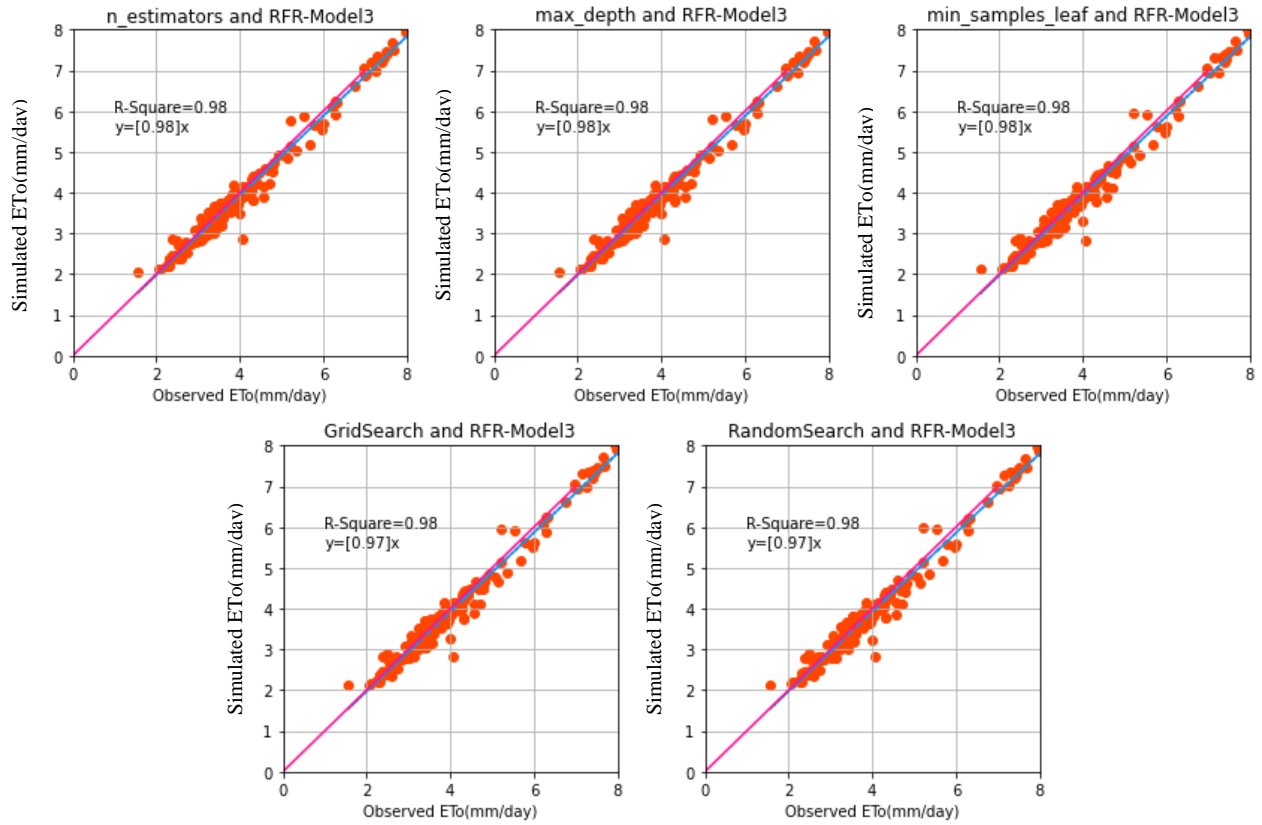 n_estimators and RFR-Model3
8
7
6
5
4
3
2
1
0
R-Square=0.98
y=[0.98]x
Simulated ETo(mm/dav)
0 2 4 6 8
Observed ETo(mm/day)
max_depth and RFR-Model3
8
7
6
5
4
3
2
1
0
R-Square=0.98
y=[0.98]x
Simulated ETo(mm/day)
0 2 4 6 8
Observed ETo(mm/day)
min_samples_leaf and RFR-Model3
8
7
6
5
4
3
2
1
0
R-Square=0.98
y=[0.98]x
Simulated ETo(mm/day)
0 2 4 6 8
Observed ETo(mm/day)
GridSearch and RFR-Model3
8
7
6
5
4
3
2
1
0
R-Square=0.98
y=[0.97]x
Simulated ETo(mm/day)
0 2 4 6 8
Observed ETo(mm/day)
RandomSearch and RFR-Model3
8
7
6
5
4
3
2
1
0
R-Square=0.98
y=[0.97]x
Simulated ETo(mm/day)
0 2 4 6 8
Observed ETo(mm/day)